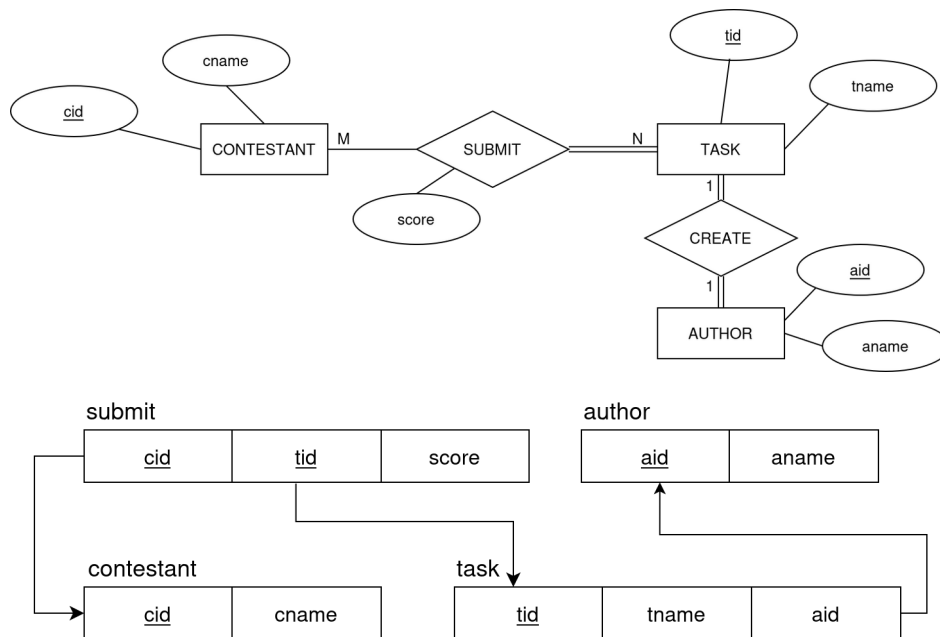 tid
cname
tname
cid
M
N
CONTESTANT
SUBMIT
TASK
1
score
CREATE
aid
1
AUTHOR
aname
submit
author
cid tid score
aid aname
contestant
task
cid cname
tid tname aid